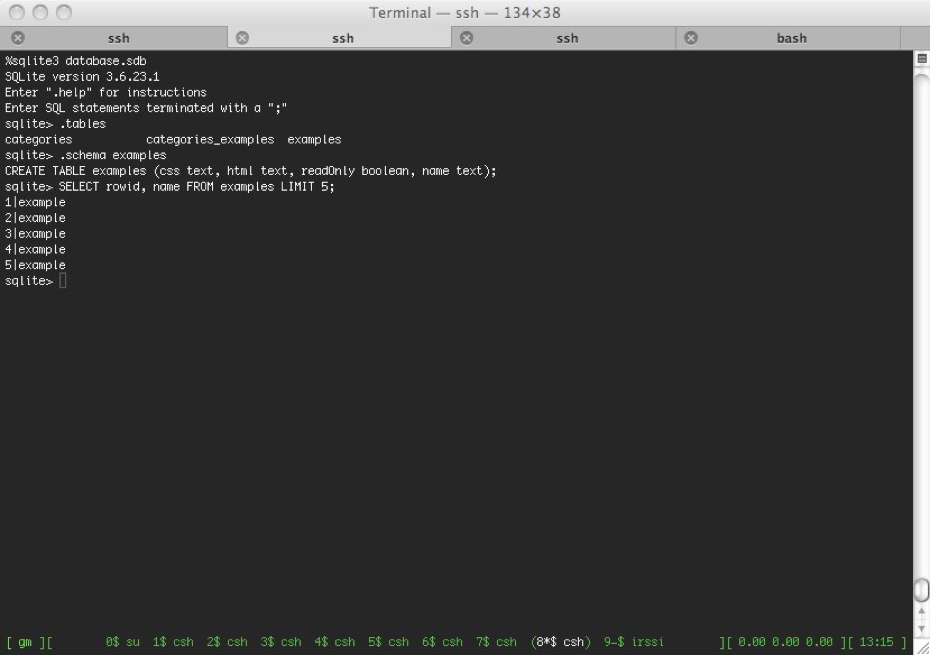 Terminal — ssh — 134×38
ssh ssh ssh bash
%sqlite3 database.sdb
SQLite version 3.6.23.1
Enter ".help" for instructions
Enter SQL statements terminated with a ";"
sqlite> .tables
categories           categories_examples  examples
sqlite> .schema examples
CREATE TABLE examples (css text, html text, readOnly boolean, name text);
sqlite> SELECT rowid, name FROM examples LIMIT 5;
1|example
2|example
3|example
4|example
5|example
sqlite>
[ gm ][        0$ su  1$ csh  2$ csh  3$ csh  4$ csh  5$ csh  6$ csh  7$ csh  (8*$ csh)  9-$ irssi        ][ 0.00 0.00 0.00 ][ 13:15 ]